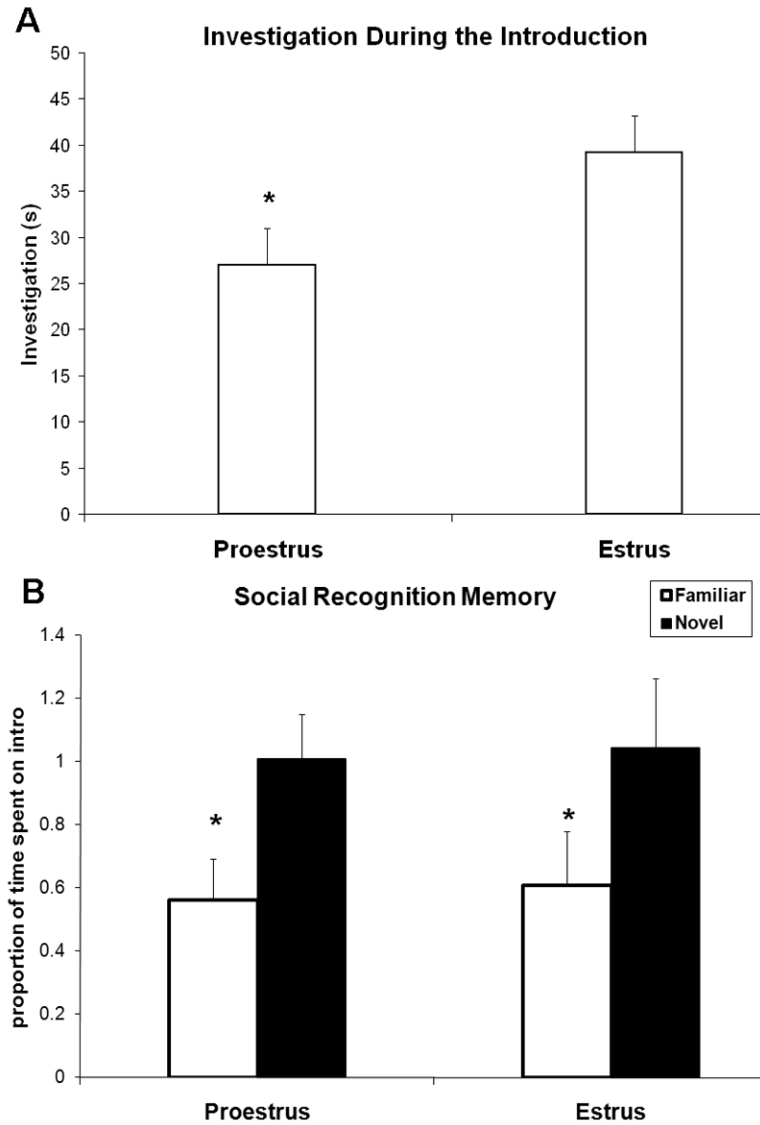 A
Investigation During the Introduction
50
45
40
35
30
25
20
15
10
5
0
Investigation (s)
*
Proestrus
Estrus
B
Social Recognition Memory
Familiar
Novel
1.4
1.2
1
0.8
0.6
0.4
0.2
0
proportion of time spent on intro
*
*
Proestrus
Estrus